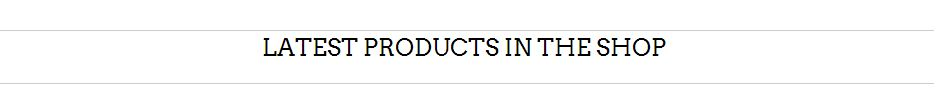 LATEST PRODUCTS IN THE SHOP